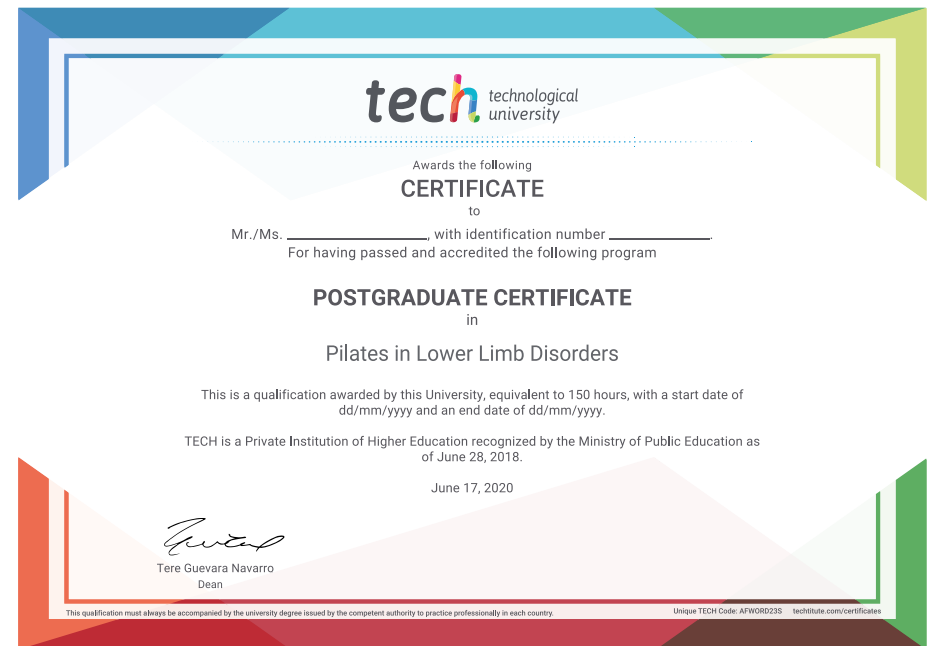 tech technological
university
Awards the following
CERTIFICATE
to
Mr./Ms. ____________________, with identification number ______________.
For having passed and accredited the following program
POSTGRADUATE CERTIFICATE
in
Pilates in Lower Limb Disorders
This is a qualification awarded by this University, equivalent to 150 hours, with a start date of
dd/mm/yyyy and an end date of dd/mm/yyyy.
TECH is a Private Institution of Higher Education recognized by the Ministry of Public Education as
of June 28, 2018.
June 17, 2020
Tere Guevara Navarro
Dean
This qualification must always be accompanied by the university degree issued by the competent authority to practice professionally in each country.
Unique TECH Code: AFWORD23S techtitute.com/certificates